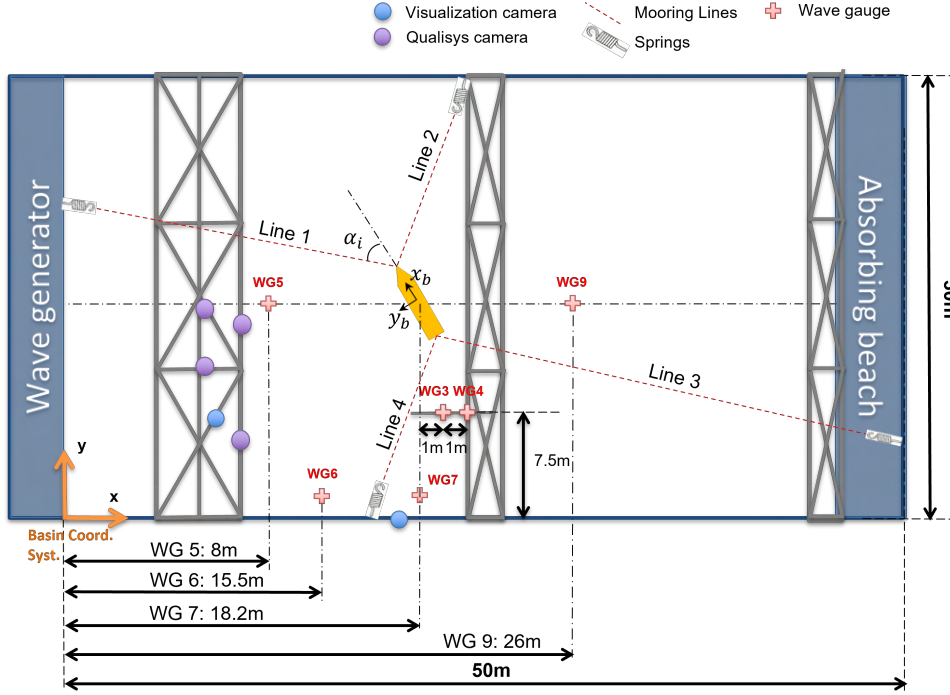 Visualization camera
Mooring Lines
Wave gauge
Qualisys camera
Springs
Wave generator
Absorbing beach
Line 2
Line 1
αi
xb
yb
WG5
WG9
Line 3
WG3 WG4
Line 4
1m 1m
7.5m
WG6
WG7
y
x
Basin Coord.
Syst.
WG 5: 8m
WG 6: 15.5m
WG 7: 18.2m
WG 9: 26m
50m